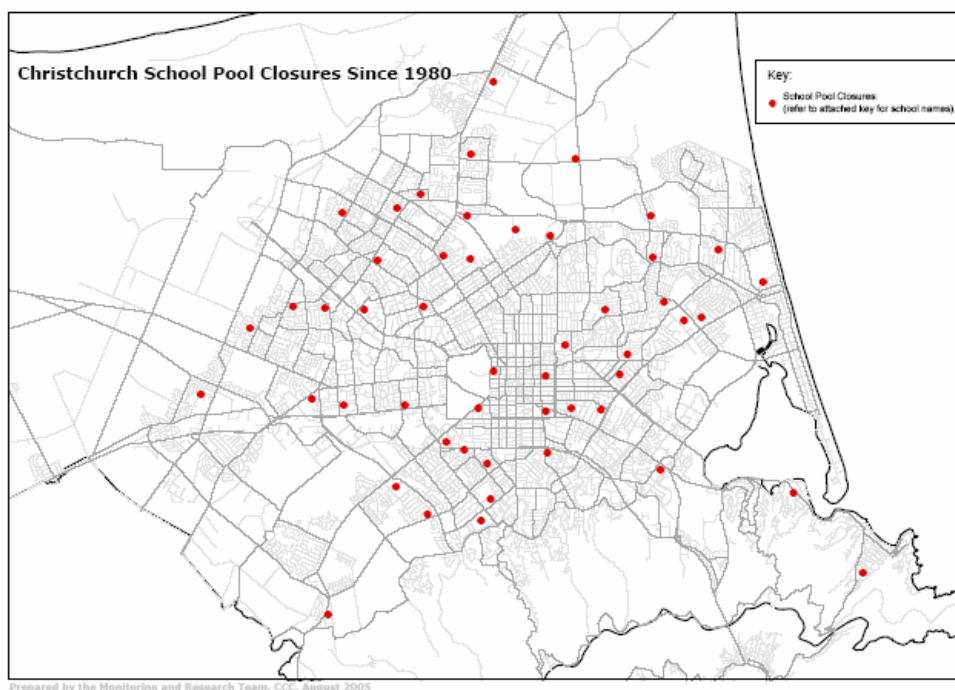 Christchurch School Pool Closures Since 1980
Key:
School Pool Closures:
(refer to attached key for school names).
Prepared by the Monitoring and Research Team, CCC, August 2005